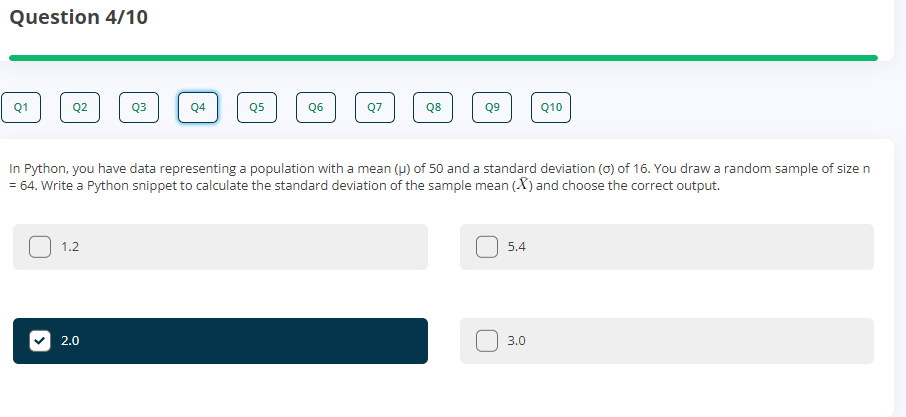 Question 4/10
Q1 Q2 Q3 Q4 Q5 Q6 Q7 Q8 Q9 Q10
In Python, you have data representing a population with a mean (μ) of 50 and a standard deviation (σ) of 16. You draw a random sample of size n
= 64. Write a Python snippet to calculate the standard deviation of the sample mean (X̄) and choose the correct output.
1.2
5.4
2.0
3.0